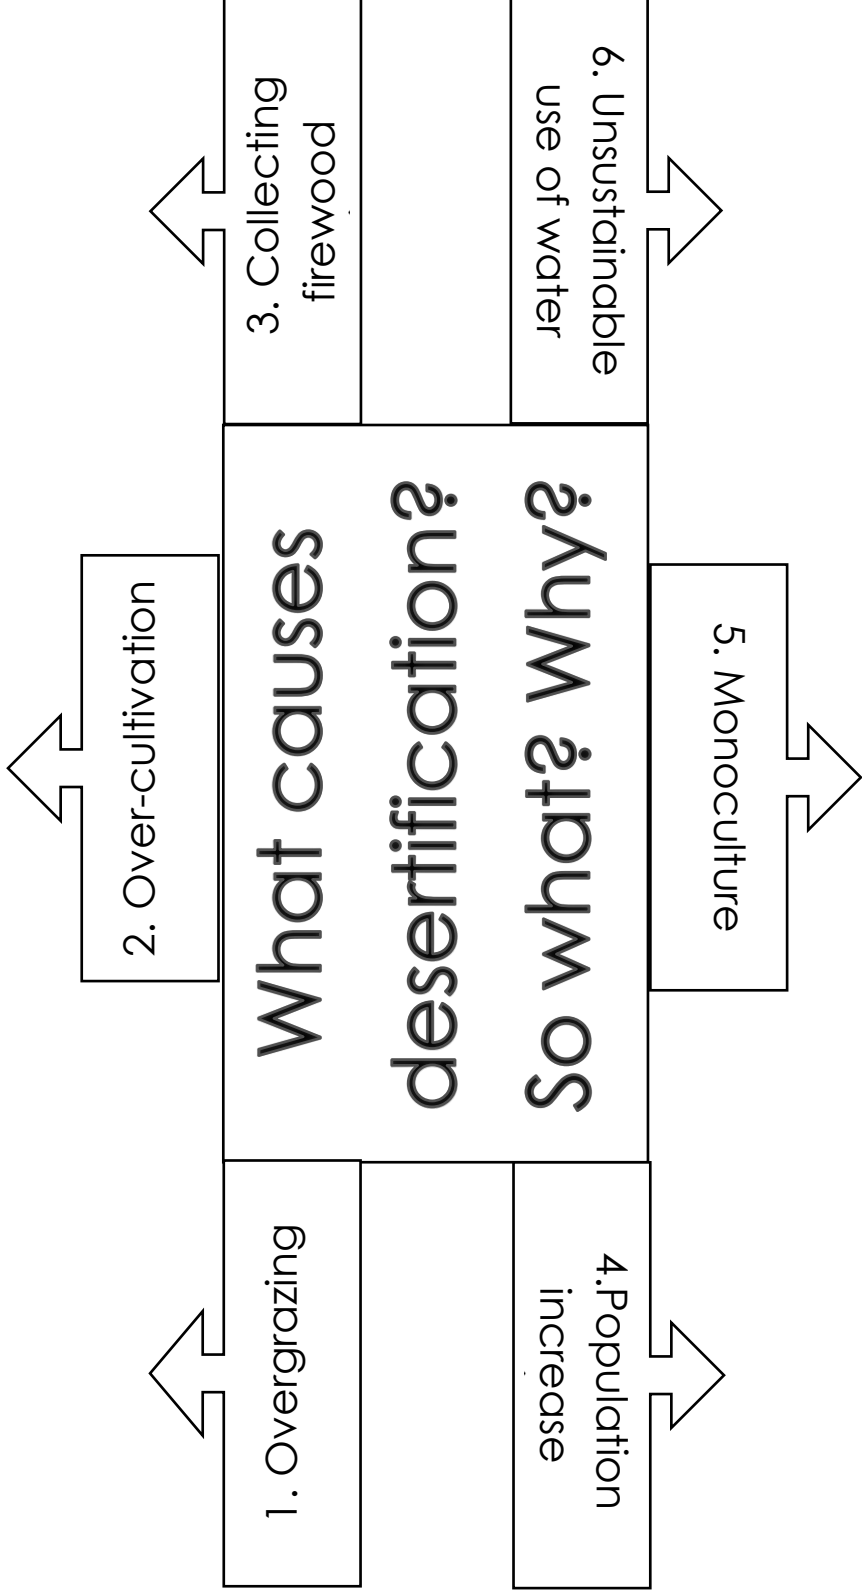 1. Overgrazing
2. Over-cultivation
3. Collecting
firewood
What causes
desertification?
So what? Why?
4.Population
increase
5. Monoculture
6. Unsustainable
use of water